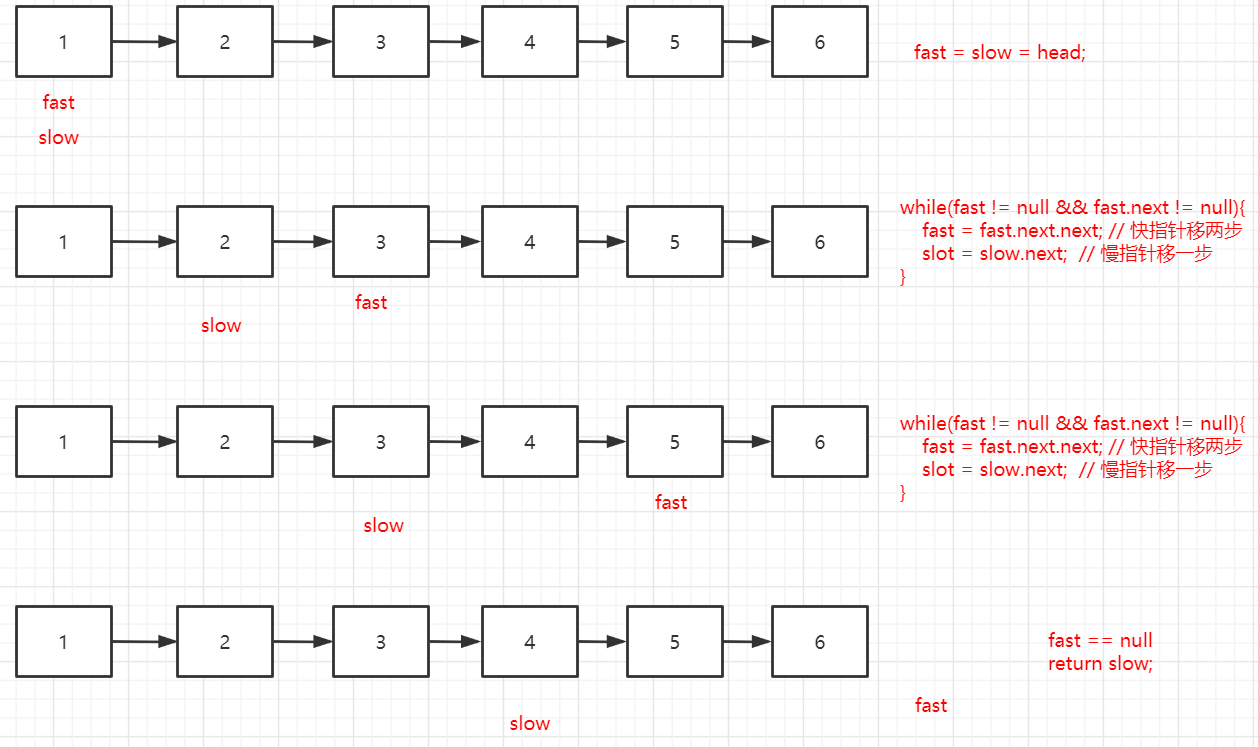 1 2 3 4 5 6
fast = slow = head;
fast
slow
1 2 3 4 5 6
while(fast != null && fast.next != null){
fast = fast.next.next; // 快指针移两步
slot = slow.next; // 慢指针移一步
}
fast
slow
1 2 3 4 5 6
while(fast != null && fast.next != null){
fast = fast.next.next; // 快指针移两步
slot = slow.next; // 慢指针移一步
}
fast
slow
1 2 3 4 5 6
fast == null
return slow;
fast
slow